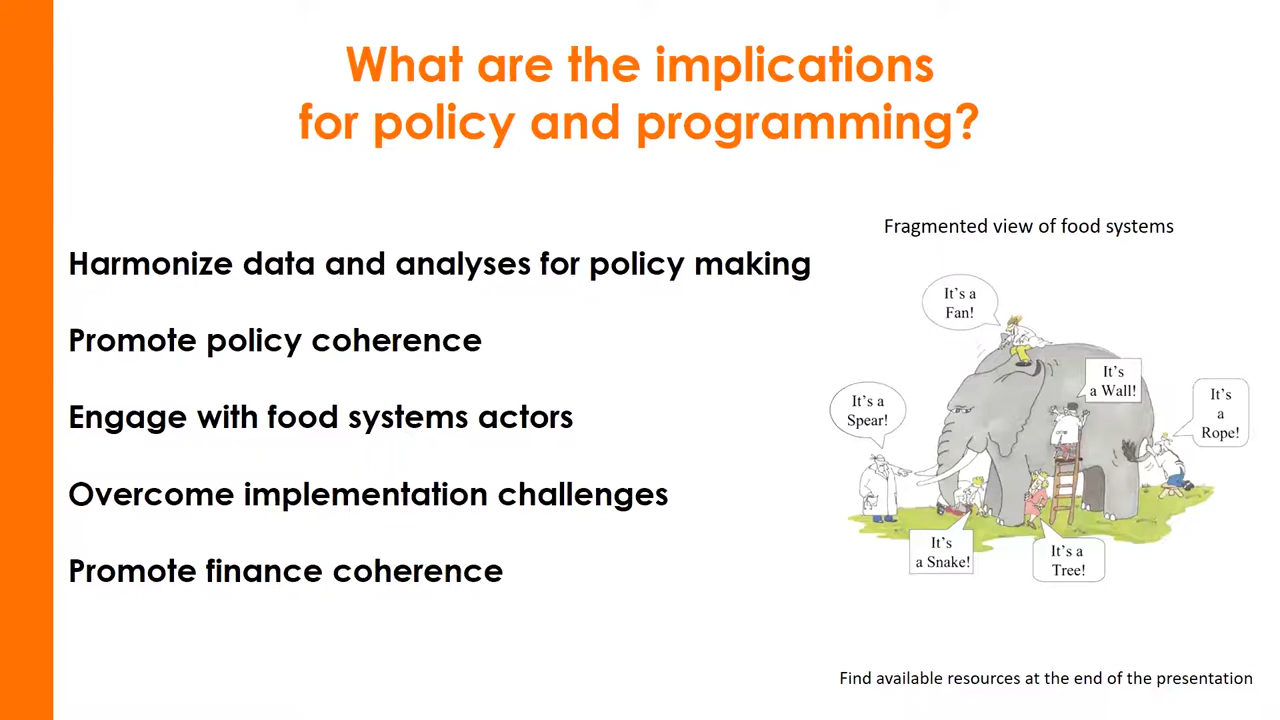 What are the implications
for policy and programming?
Harmonize data and analyses for policy making
Promote policy coherence
Engage with food systems actors
Overcome implementation challenges
Promote finance coherence
Fragmented view of food systems
It's a
Fan!
It's
a Wall!
It's a
Spear!
It's
a
Rope!
It's
a Snake!
It's a
Tree!
Find available resources at the end of the presentation